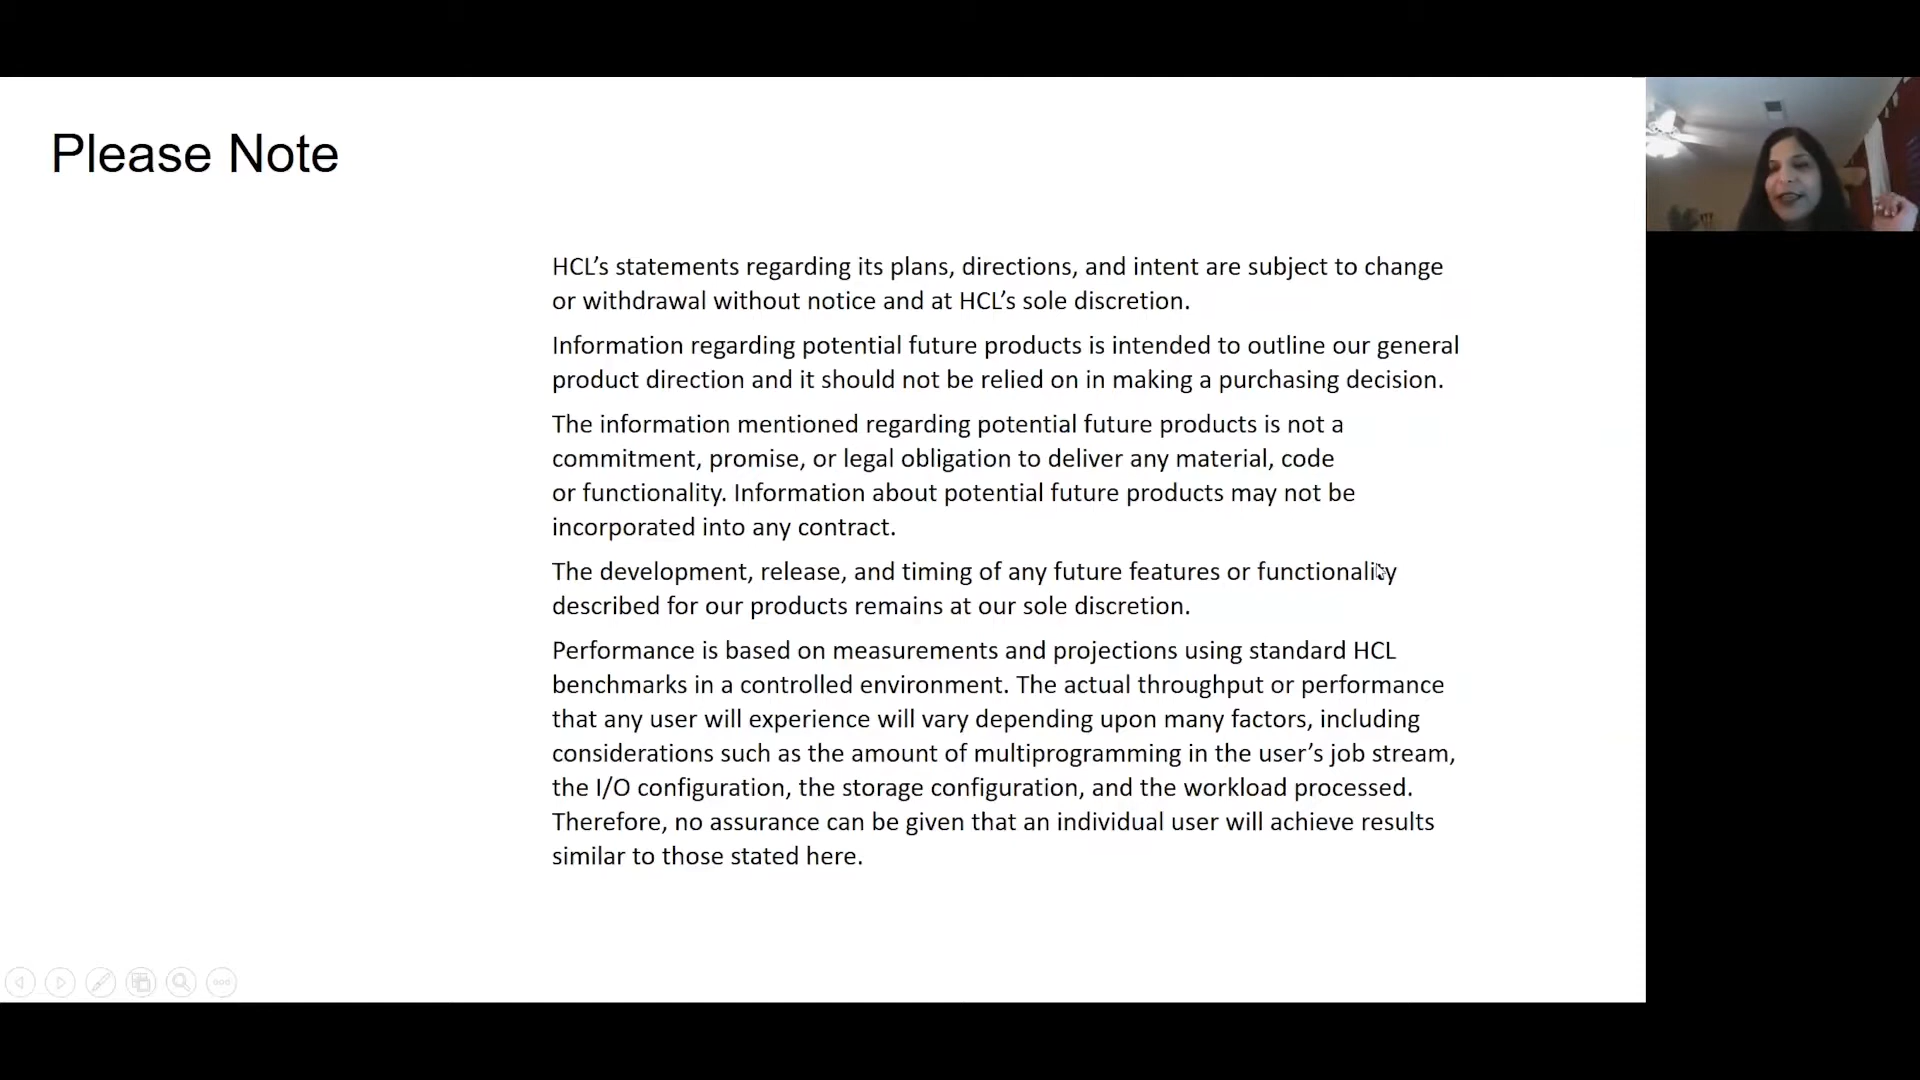 Please Note
HCL’s statements regarding its plans, directions, and intent are subject to change
or withdrawal without notice and at HCL’s sole discretion.
Information regarding potential future products is intended to outline our general
product direction and it should not be relied on in making a purchasing decision.
The information mentioned regarding potential future products is not a
commitment, promise, or legal obligation to deliver any material, code
or functionality. Information about potential future products may not be
incorporated into any contract.
The development, release, and timing of any future features or functionality
described for our products remains at our sole discretion.
Performance is based on measurements and projections using standard HCL
benchmarks in a controlled environment. The actual throughput or performance
that any user will experience will vary depending upon many factors, including
considerations such as the amount of multiprogramming in the user’s job stream,
the I/O configuration, the storage configuration, and the workload processed.
Therefore, no assurance can be given that an individual user will achieve results
similar to those stated here.